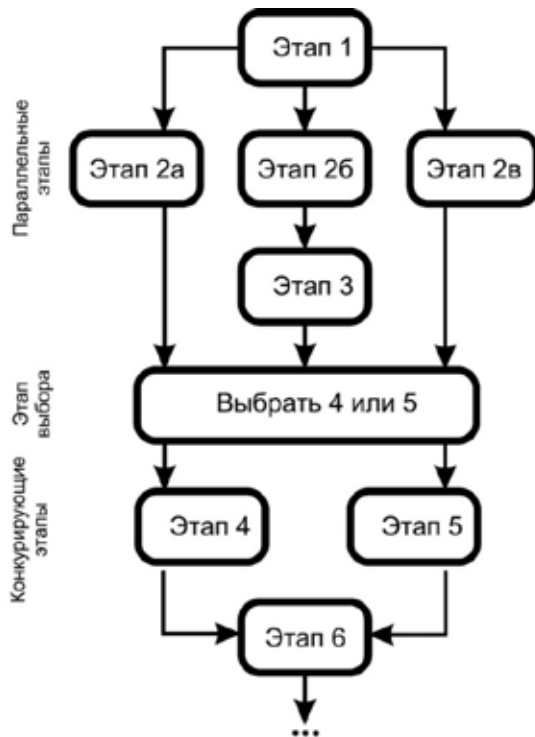 Этап 1
Параллельные
этапы
Этап 2а
Этап 2б
Этап 2в
Этап 3
Этап
выбора
Выбрать 4 или 5
Конкурирующие
этапы
Этап 4
Этап 5
Этап 6
...